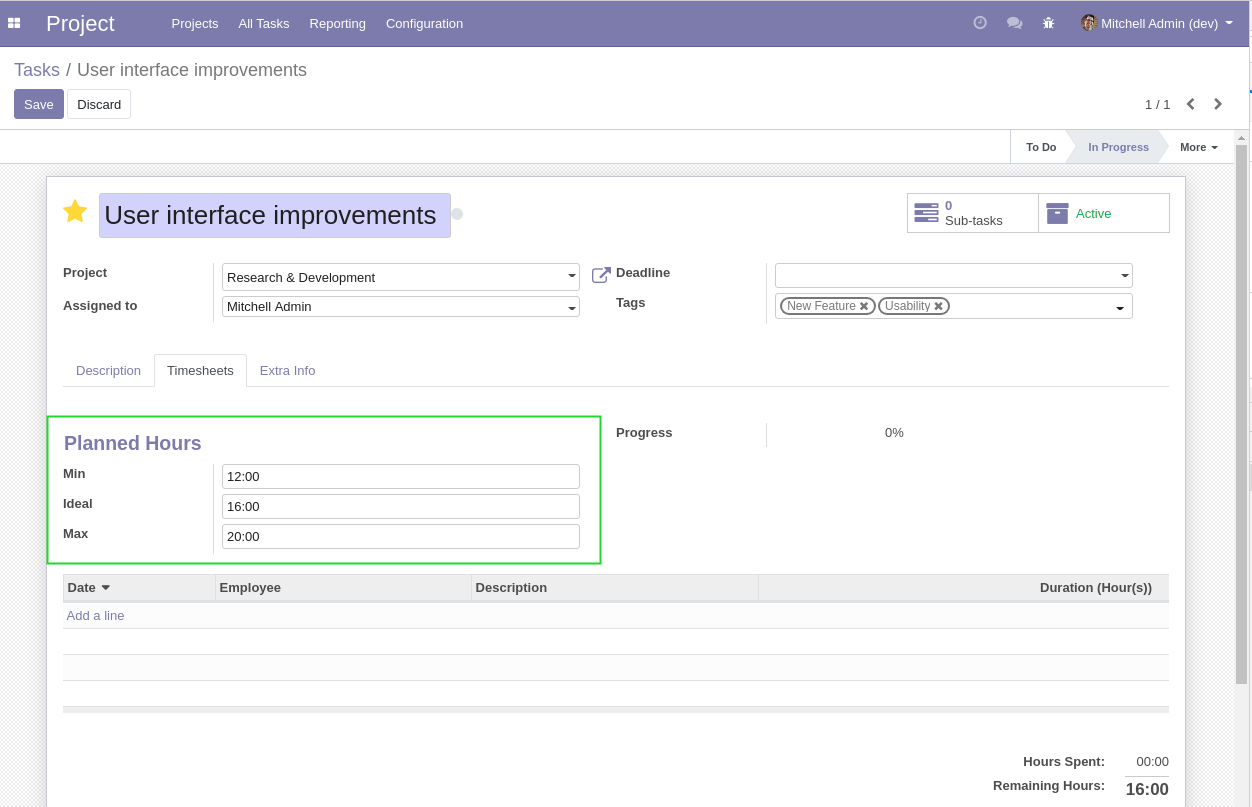 Project Projects All Tasks Reporting Configuration Mitchell Admin (dev)
Tasks / User interface improvements
Save Discard 1 / 1
To Do In Progress More
User interface improvements
0
Sub-tasks
Active
Project Research & Development
Deadline
Assigned to Mitchell Admin
Tags New Feature Usability
Description Timesheets Extra Info
Planned Hours
Progress 0%
Min 12:00
Ideal 16:00
Max 20:00
Date Employee Description Duration (Hour(s))
Add a line
Hours Spent: 00:00
Remaining Hours: 16:00